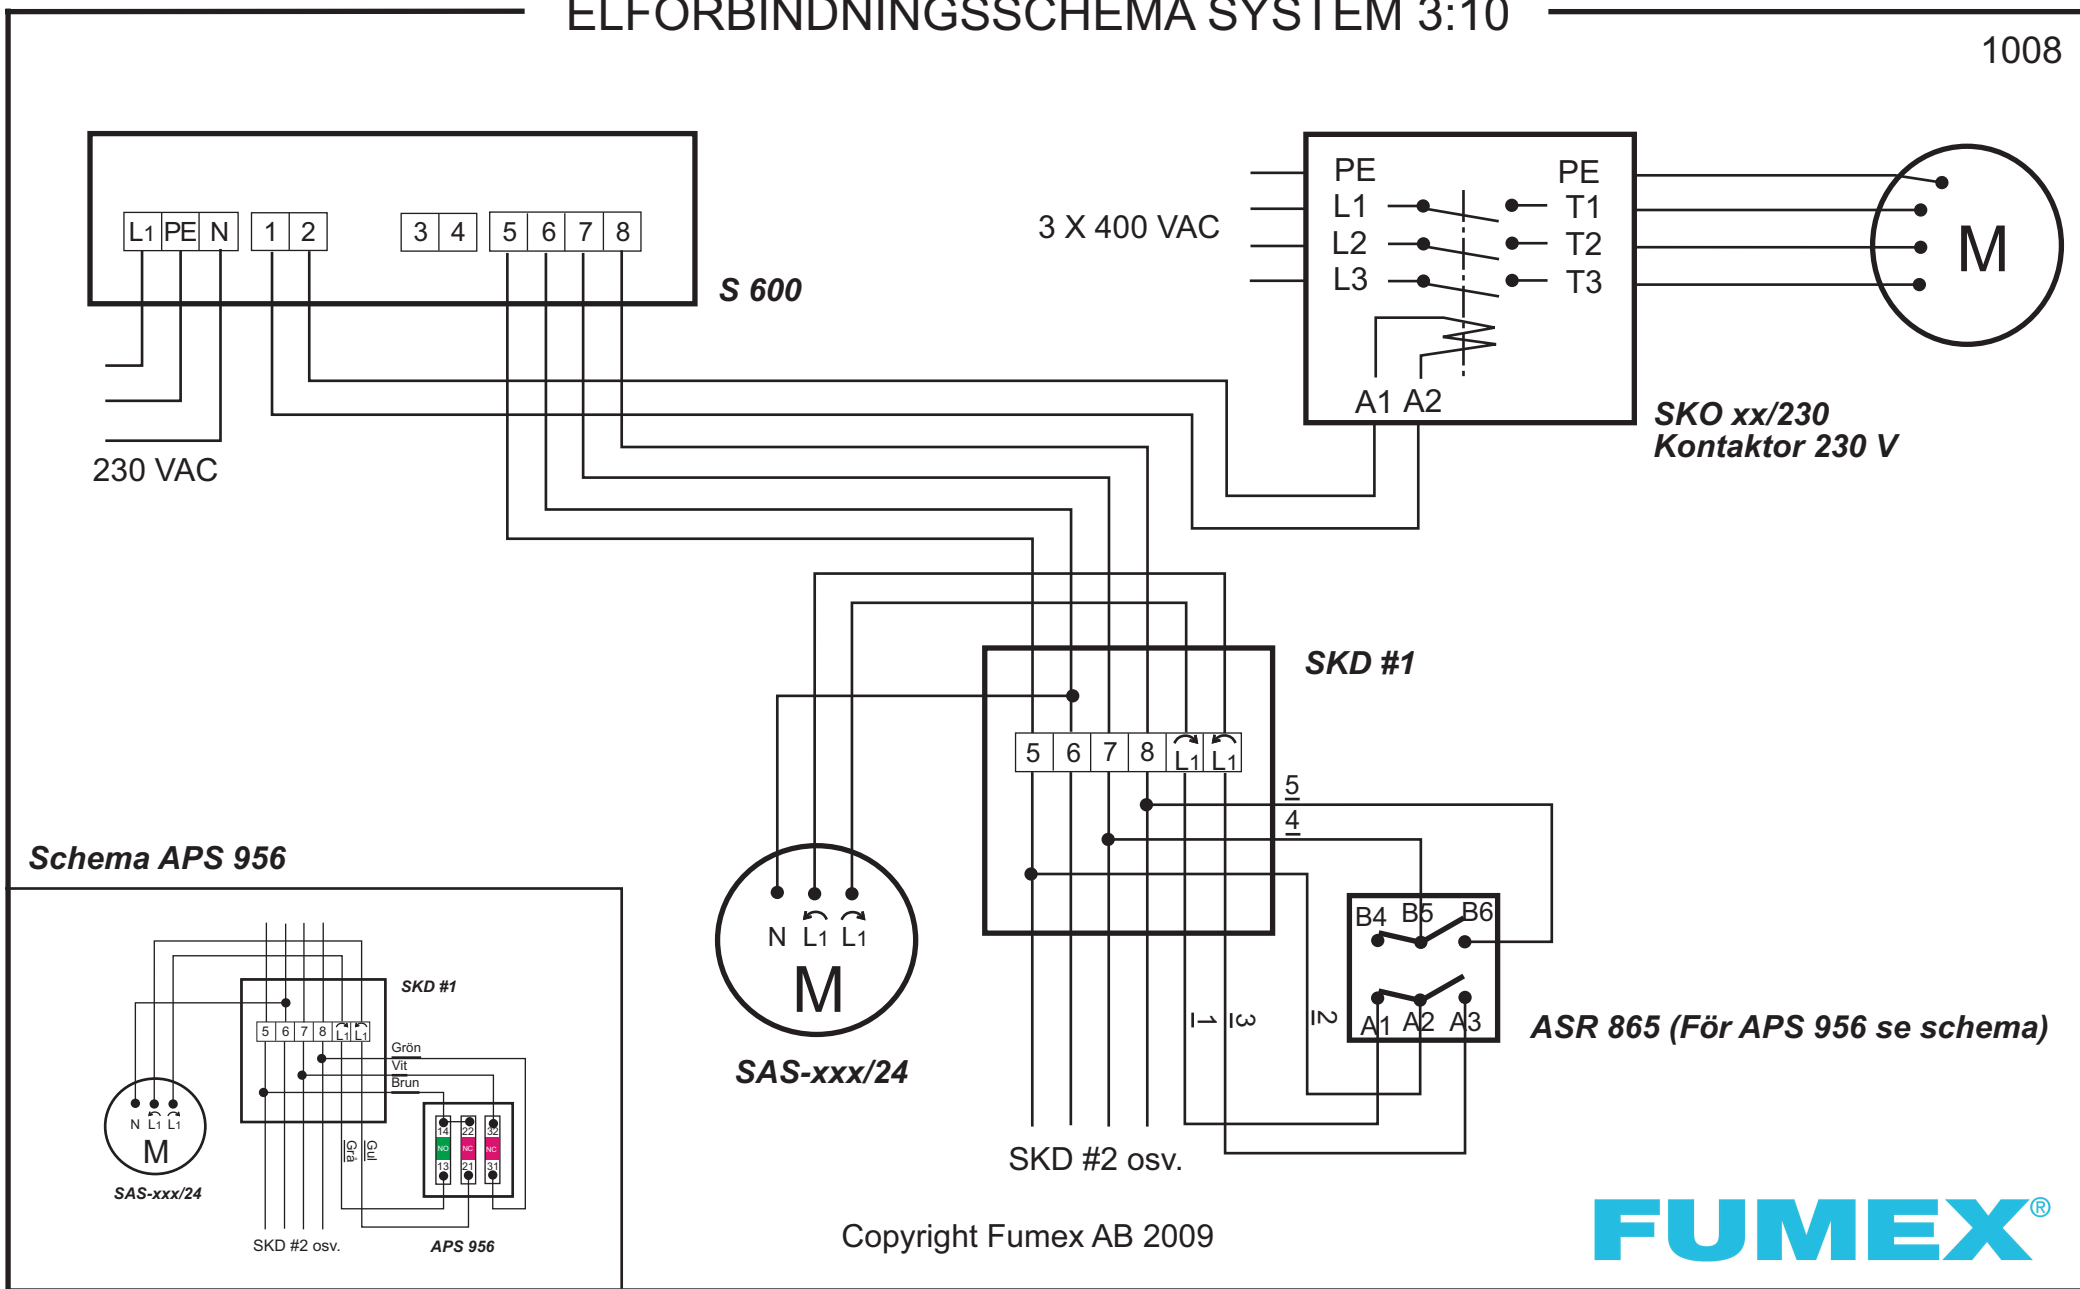 ELFÖRBINDNINGSSCHEMA SYSTEM 3:10
1008
L1 PE N 1 2 3 4 5 6 7 8
S 600
230 VAC
3 X 400 VAC
PE PE
L1 T1
L2 T2
L3 T3
A1 A2
M
SKO xx/230
Kontaktor 230 V
SKD #1
5 6 7 8 L1 L1
5
4
N L1 L1
M
SAS-xxx/24
1 3 2
B4 B5 B6
A1 A2 A3
ASR 865 (För APS 956 se schema)
SKD #2 osv.
Schema APS 956
SKD #1
5 6 7 8 L1 L1
Grön
Vit
Brun
N L1 L1
M
SAS-xxx/24
Grå Gul
14 22 32
NO NC NC
13 21 31
SKD #2 osv.
APS 956
Copyright Fumex AB 2009
FUMEX®